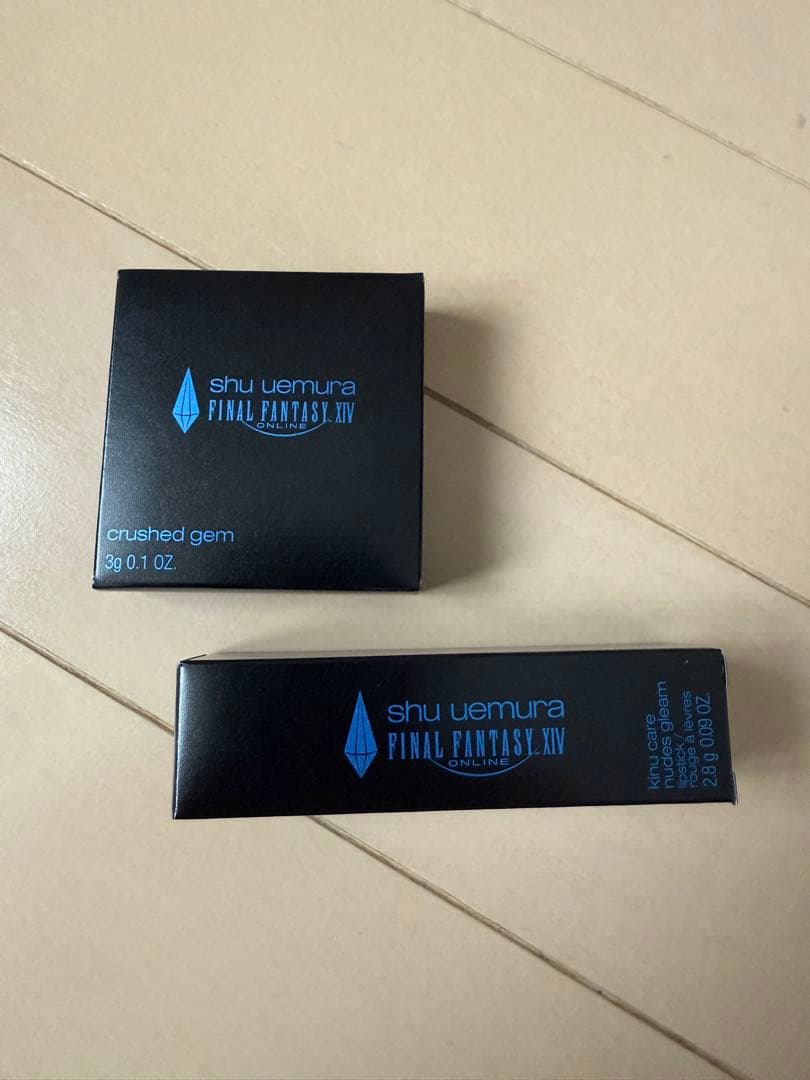 shu uemura
FINAL FANTASY XIV
ONLINE
crushed gem
3g 0.1 OZ.
shu uemura
FINAL FANTASY XIV
ONLINE
kinu care
nudes gleam
lipstick/
rouge à lèvres
2.8 g 0.09 OZ.